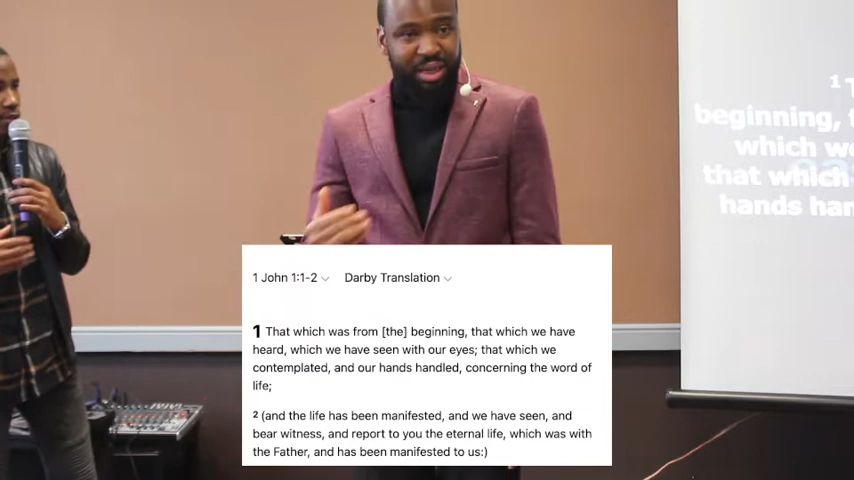 1 John 1:1-2 Darby Translation
1 That which was from [the] beginning, that which we have
heard, which we have seen with our eyes; that which we
contemplated, and our hands handled, concerning the word of
life;
2 (and the life has been manifested, and we have seen, and
bear witness, and report to you the eternal life, which was with
the Father, and has been manifested to us:)
1
beginning,
which
that which
hands